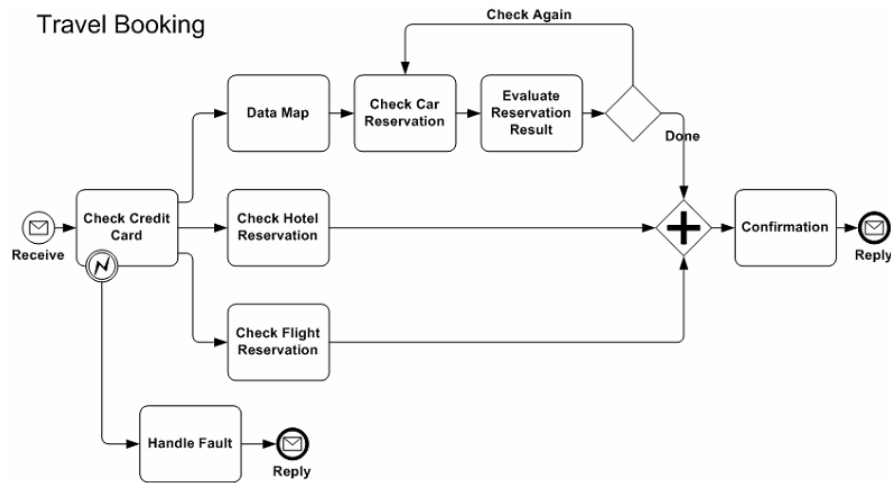 Travel Booking
Check Again
Data Map
Check Car
Reservation
Evaluate
Reservation
Result
Done
Check Credit
Card
Receive
Check Hotel
Reservation
Confirmation
Reply
Check Flight
Reservation
Handle Fault
Reply